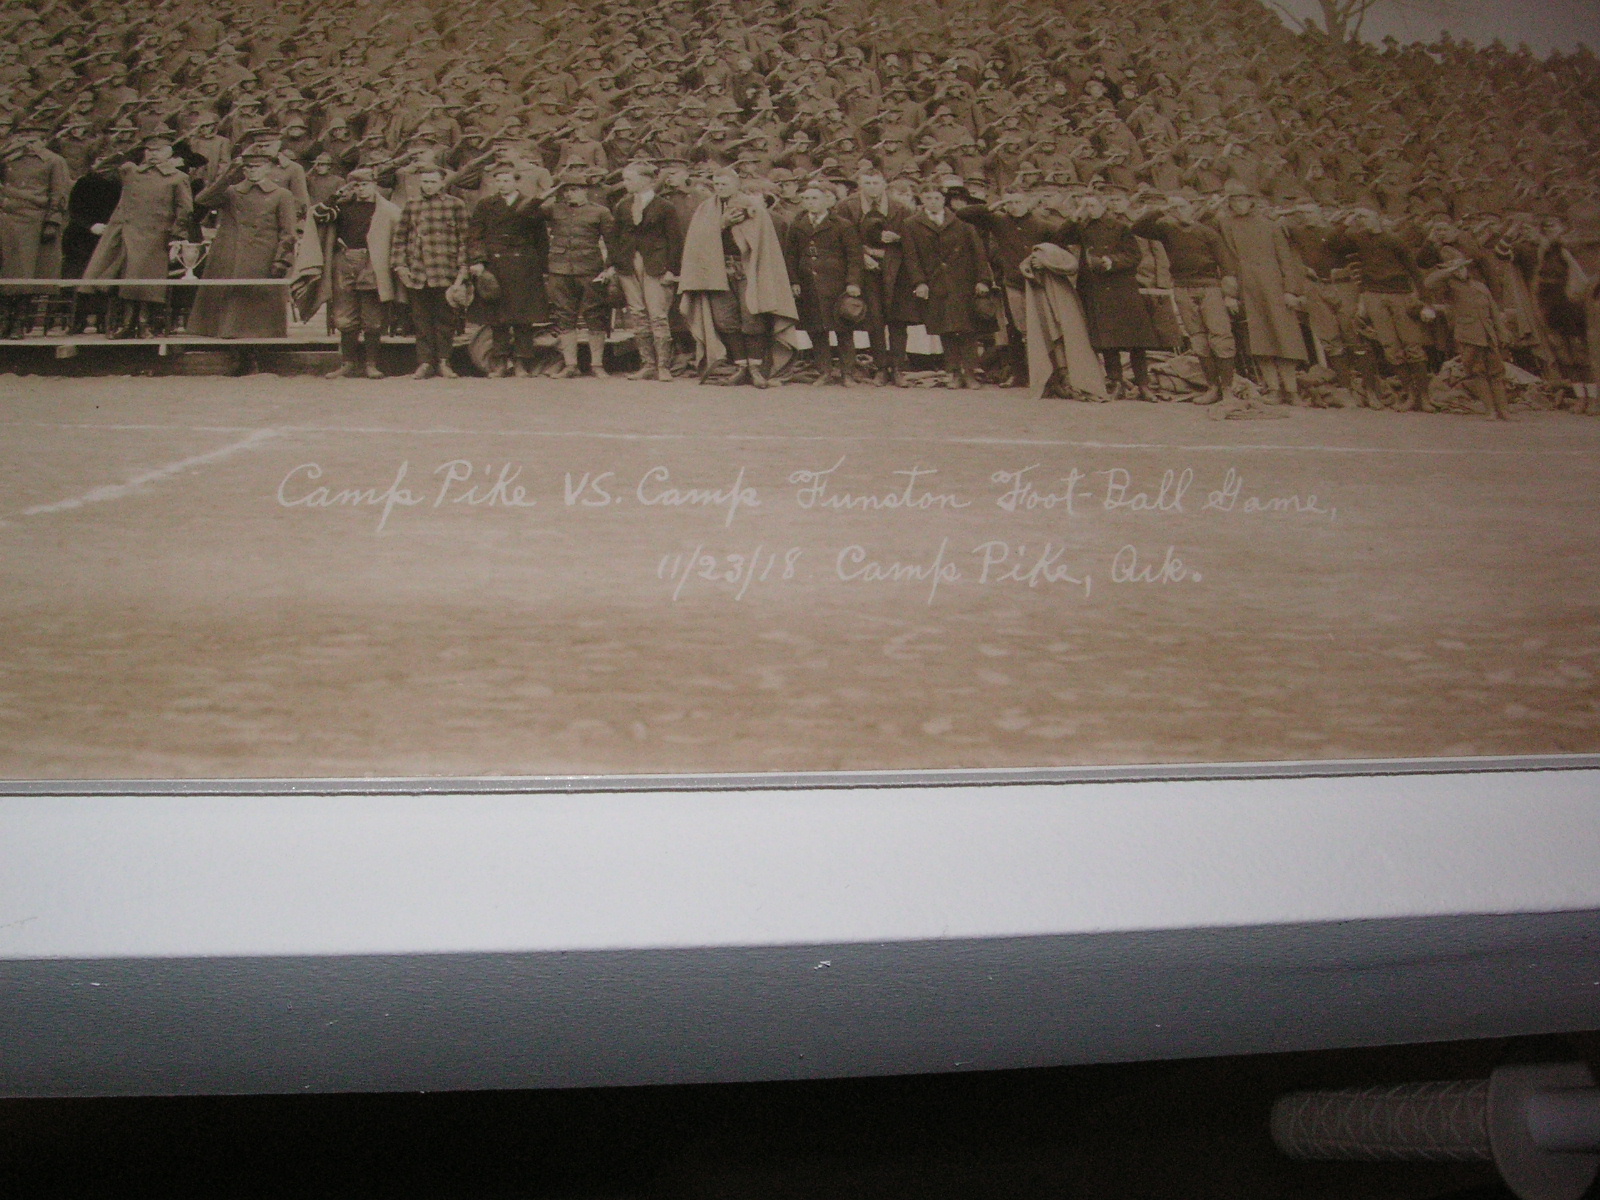 Camp Pike VS. Camp Funston Foot-Ball Game,
11/23/18 Camp Pike, Ark.